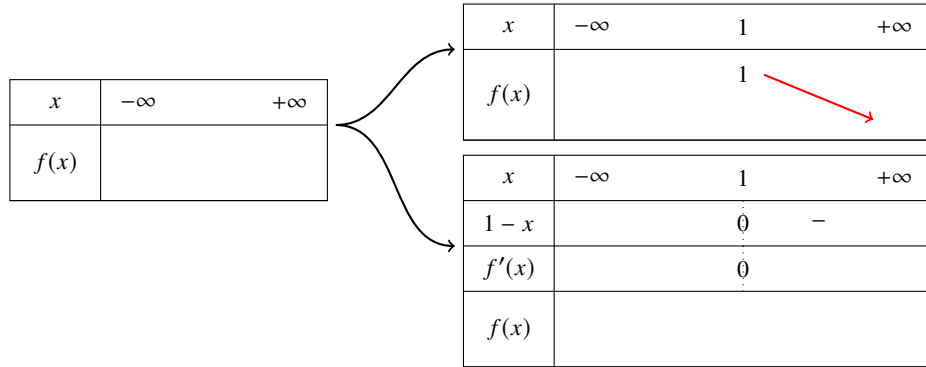 x −∞ +∞
f(x)
x −∞ 1 +∞
f(x) 1
x −∞ 1 +∞
1 − x 0 −
f′(x) 0
f(x)